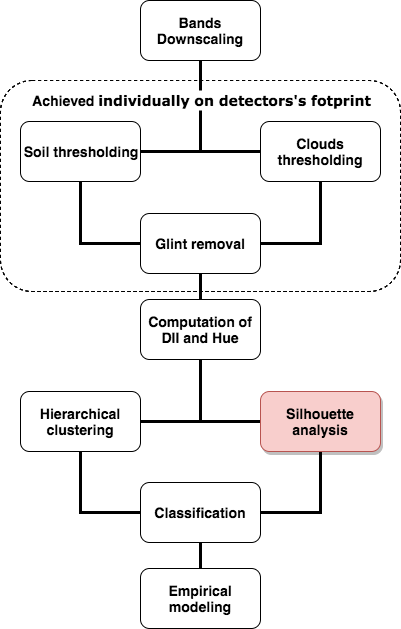 Bands
Downscaling
Achieved individually on detectors's fotprint
Soil thresholding
Clouds
thresholding
Glint removal
Computation of
DII and Hue
Hierarchical
clustering
Silhouette
analysis
Classification
Empirical
modeling